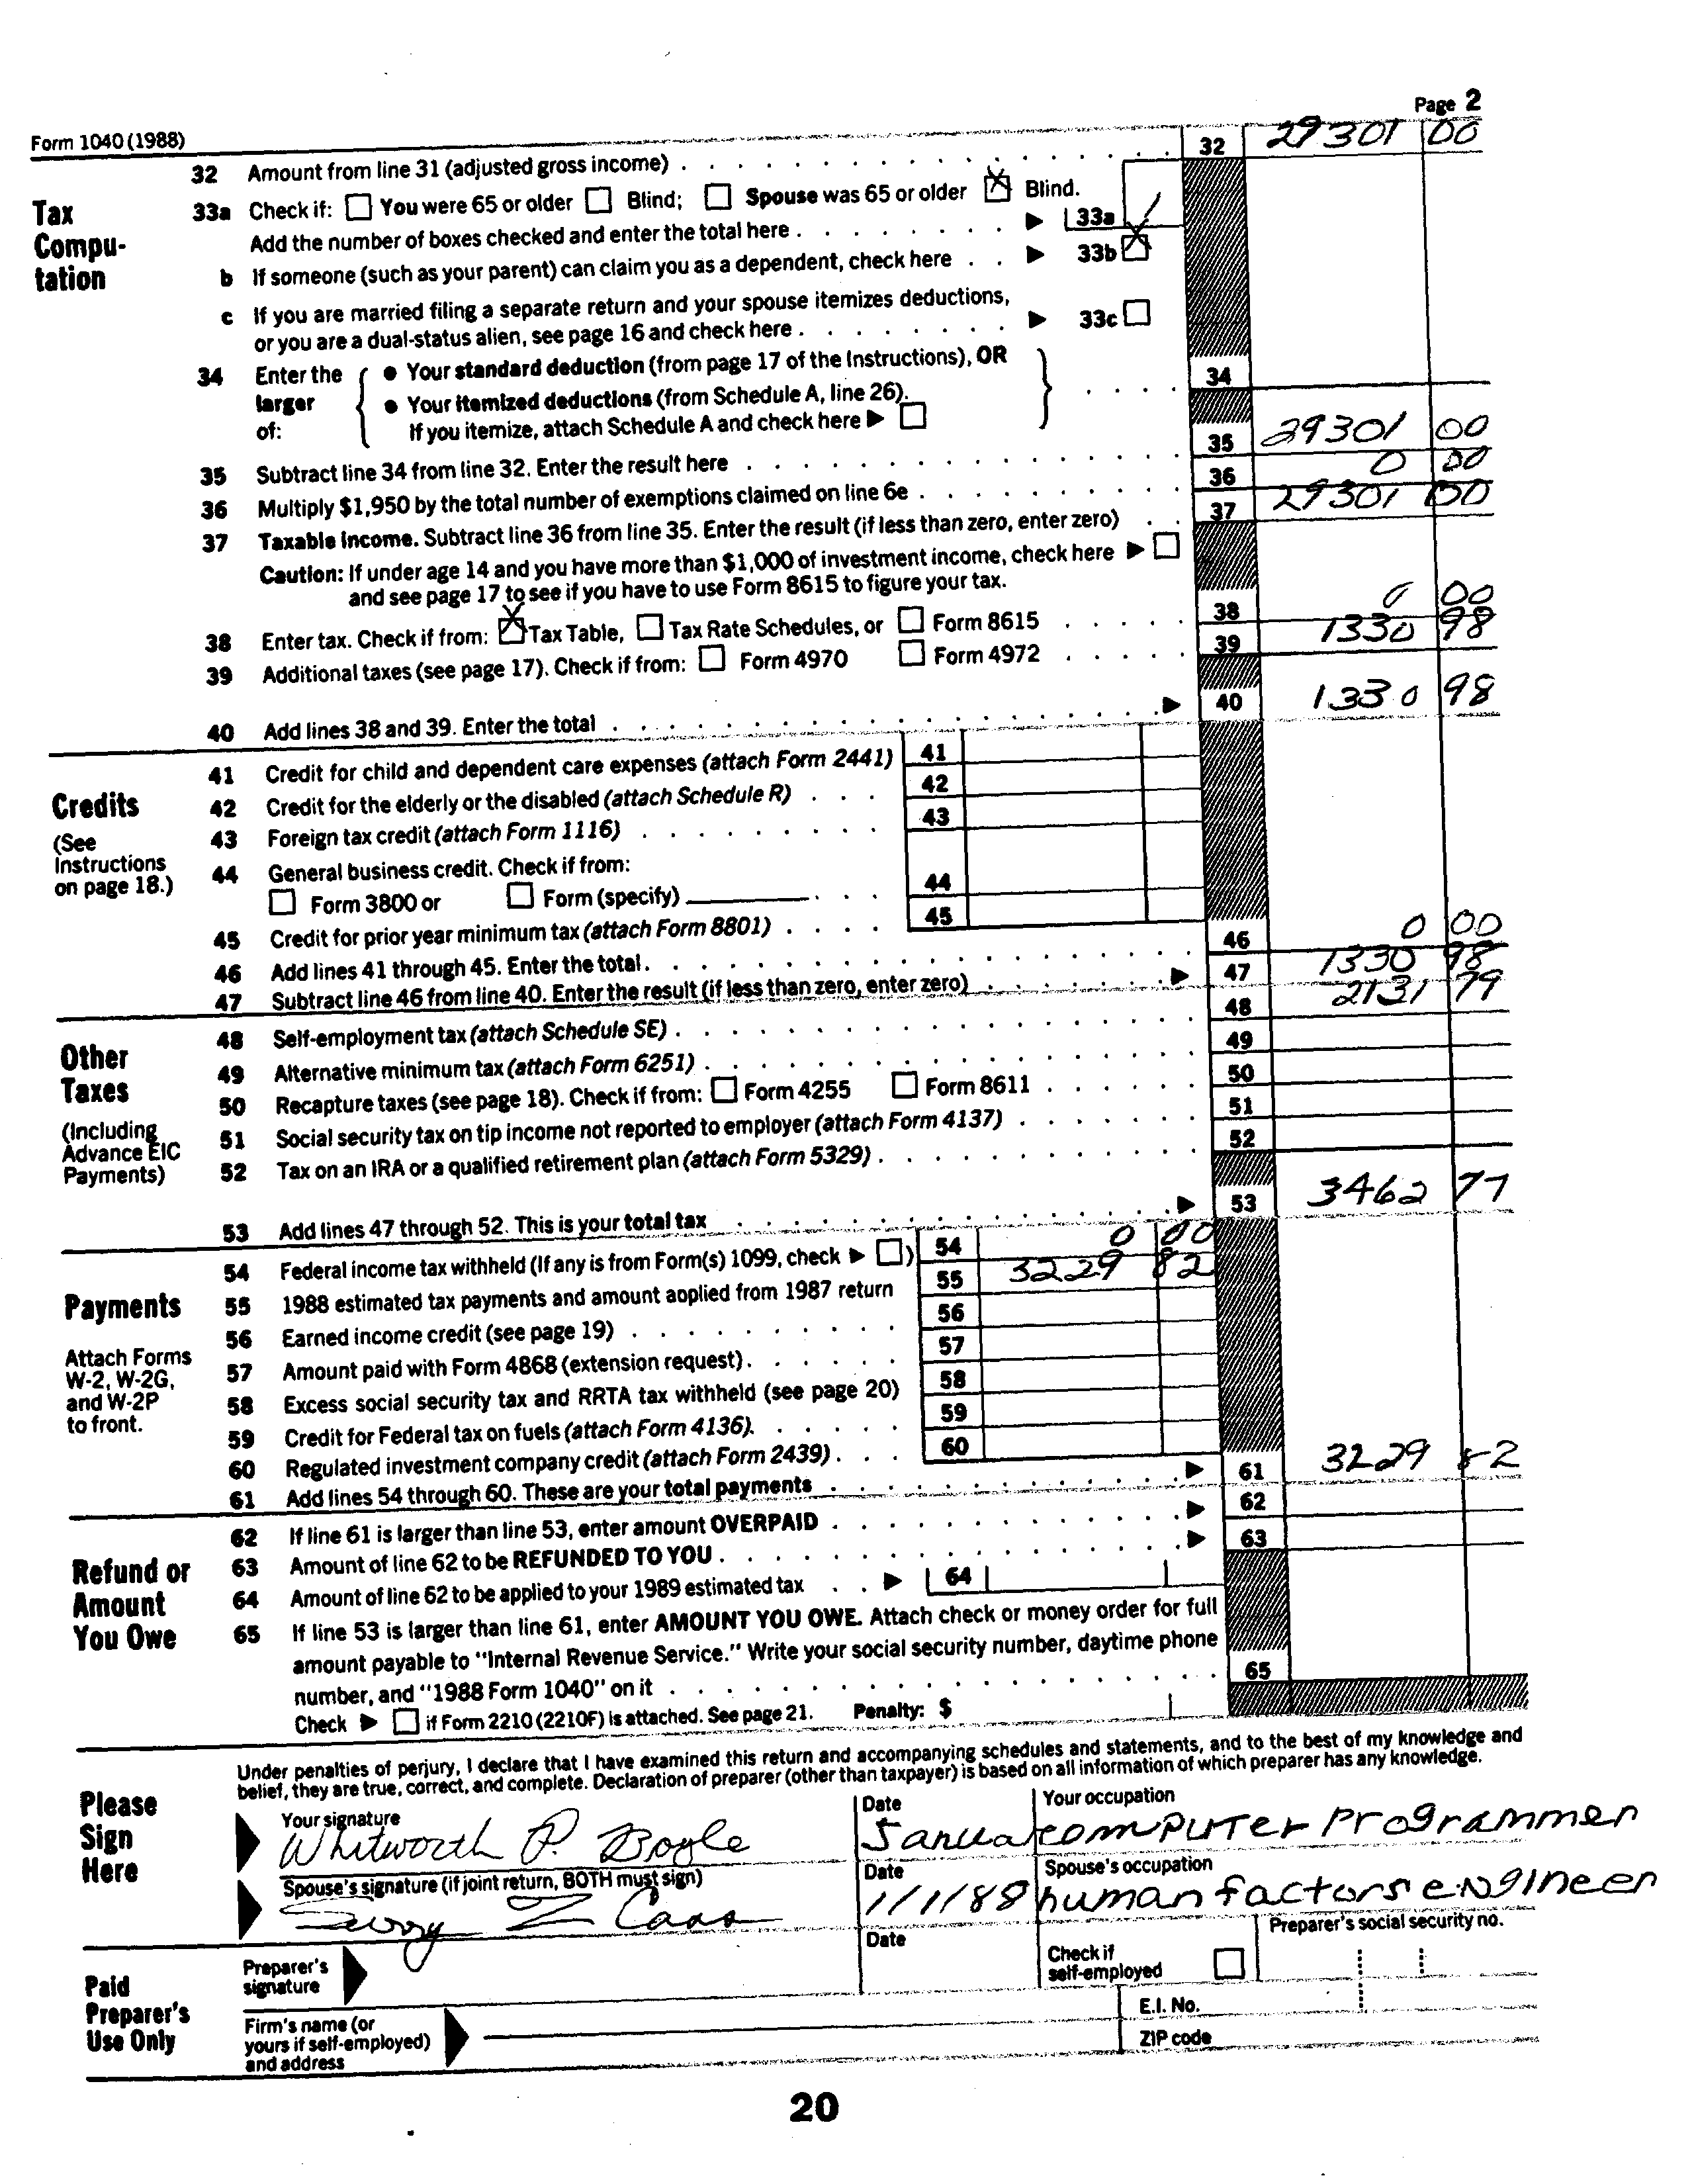 Page 2
Form 1040 (1988)
32 Amount from line 31 (adjusted gross income) . . . 32 29301 00
Tax Compu-tation
33a Check if: You were 65 or older Blind; Spouse was 65 or older X Blind.
Add the number of boxes checked and enter the total here . . . 33a 1
b If someone (such as your parent) can claim you as a dependent, check here . . 33b X
c If you are married filing a separate return and your spouse itemizes deductions,
or you are a dual-status alien, see page 16 and check here . . . 33c
34 Enter the larger of:
● Your standard deduction (from page 17 of the Instructions), OR
● Your itemized deductions (from Schedule A, line 26).
If you itemize, attach Schedule A and check here
34
35 Subtract line 34 from line 32. Enter the result here . . . 35 29301 00
36 Multiply $1,950 by the total number of exemptions claimed on line 6e . . . 36 0 00
37 Taxable income. Subtract line 36 from line 35. Enter the result (if less than zero, enter zero) . . 37 29301 00
Caution: If under age 14 and you have more than $1,000 of investment income, check here
and see page 17 to see if you have to use Form 8615 to figure your tax.
38 Enter tax. Check if from: X Tax Table, Tax Rate Schedules, or Form 8615 . . . 38 0 00
39 Additional taxes (see page 17). Check if from: Form 4970 Form 4972 . . . 39 1330 98
40 Add lines 38 and 39. Enter the total . . . 40 1330 98
Credits
(See Instructions on page 18.)
41 Credit for child and dependent care expenses (attach Form 2441) 41
42 Credit for the elderly or the disabled (attach Schedule R) . . . 42
43 Foreign tax credit (attach Form 1116) . . . 43
44 General business credit. Check if from:
Form 3800 or Form (specify) . . . 44
45 Credit for prior year minimum tax (attach Form 8801) . . . 45
46 Add lines 41 through 45. Enter the total . . . 46 0 00
47 Subtract line 46 from line 40. Enter the result (if less than zero, enter zero) . . . 47 1330 98
Other Taxes
(Including Advance EIC Payments)
48 Self-employment tax (attach Schedule SE) . . . 48 2131 79
49 Alternative minimum tax (attach Form 6251) . . . 49
50 Recapture taxes (see page 18). Check if from: Form 4255 Form 8611 . . . 50
51 Social security tax on tip income not reported to employer (attach Form 4137) . . . 51
52 Tax on an IRA or a qualified retirement plan (attach Form 5329) . . . 52
53 Add lines 47 through 52. This is your total tax . . . 53 3462 77
Payments
Attach Forms W-2, W-2G, and W-2P to front.
54 Federal income tax withheld (If any is from Form(s) 1099, check ) 54 0 00
55 1988 estimated tax payments and amount applied from 1987 return 55 3229 82
56 Earned income credit (see page 19) . . . 56
57 Amount paid with Form 4868 (extension request) . . . 57
58 Excess social security tax and RRTA tax withheld (see page 20) 58
59 Credit for Federal tax on fuels (attach Form 4136). . . . 59
60 Regulated investment company credit (attach Form 2439) . . . 60
61 Add lines 54 through 60. These are your total payments . . . 61 3229 82
Refund or Amount You Owe
62 If line 61 is larger than line 53, enter amount OVERPAID . . . 62
63 Amount of line 62 to be REFUNDED TO YOU . . . 63
64 Amount of line 62 to be applied to your 1989 estimated tax . . 64
65 If line 53 is larger than line 61, enter AMOUNT YOU OWE. Attach check or money order for full
amount payable to "Internal Revenue Service." Write your social security number, daytime phone
number, and "1988 Form 1040" on it . . . 65
Check if Form 2210 (2210F) is attached. See page 21. Penalty: $
Please Sign Here
Under penalties of perjury, I declare that I have examined this return and accompanying schedules and statements, and to the best of my knowledge and
belief, they are true, correct, and complete. Declaration of preparer (other than taxpayer) is based on all information of which preparer has any knowledge.
Your signature Date Your occupation
Whitworth P. Boyle computer programmer
Spouse's signature (if joint return, BOTH must sign) Date Spouse's occupation
Z 1/1/88 human factors engineer
Paid Preparer's Use Only
Preparer's signature Date Check if self-employed Preparer's social security no.
Firm's name (or yours if self-employed) and address
E.I. No.
ZIP code
20